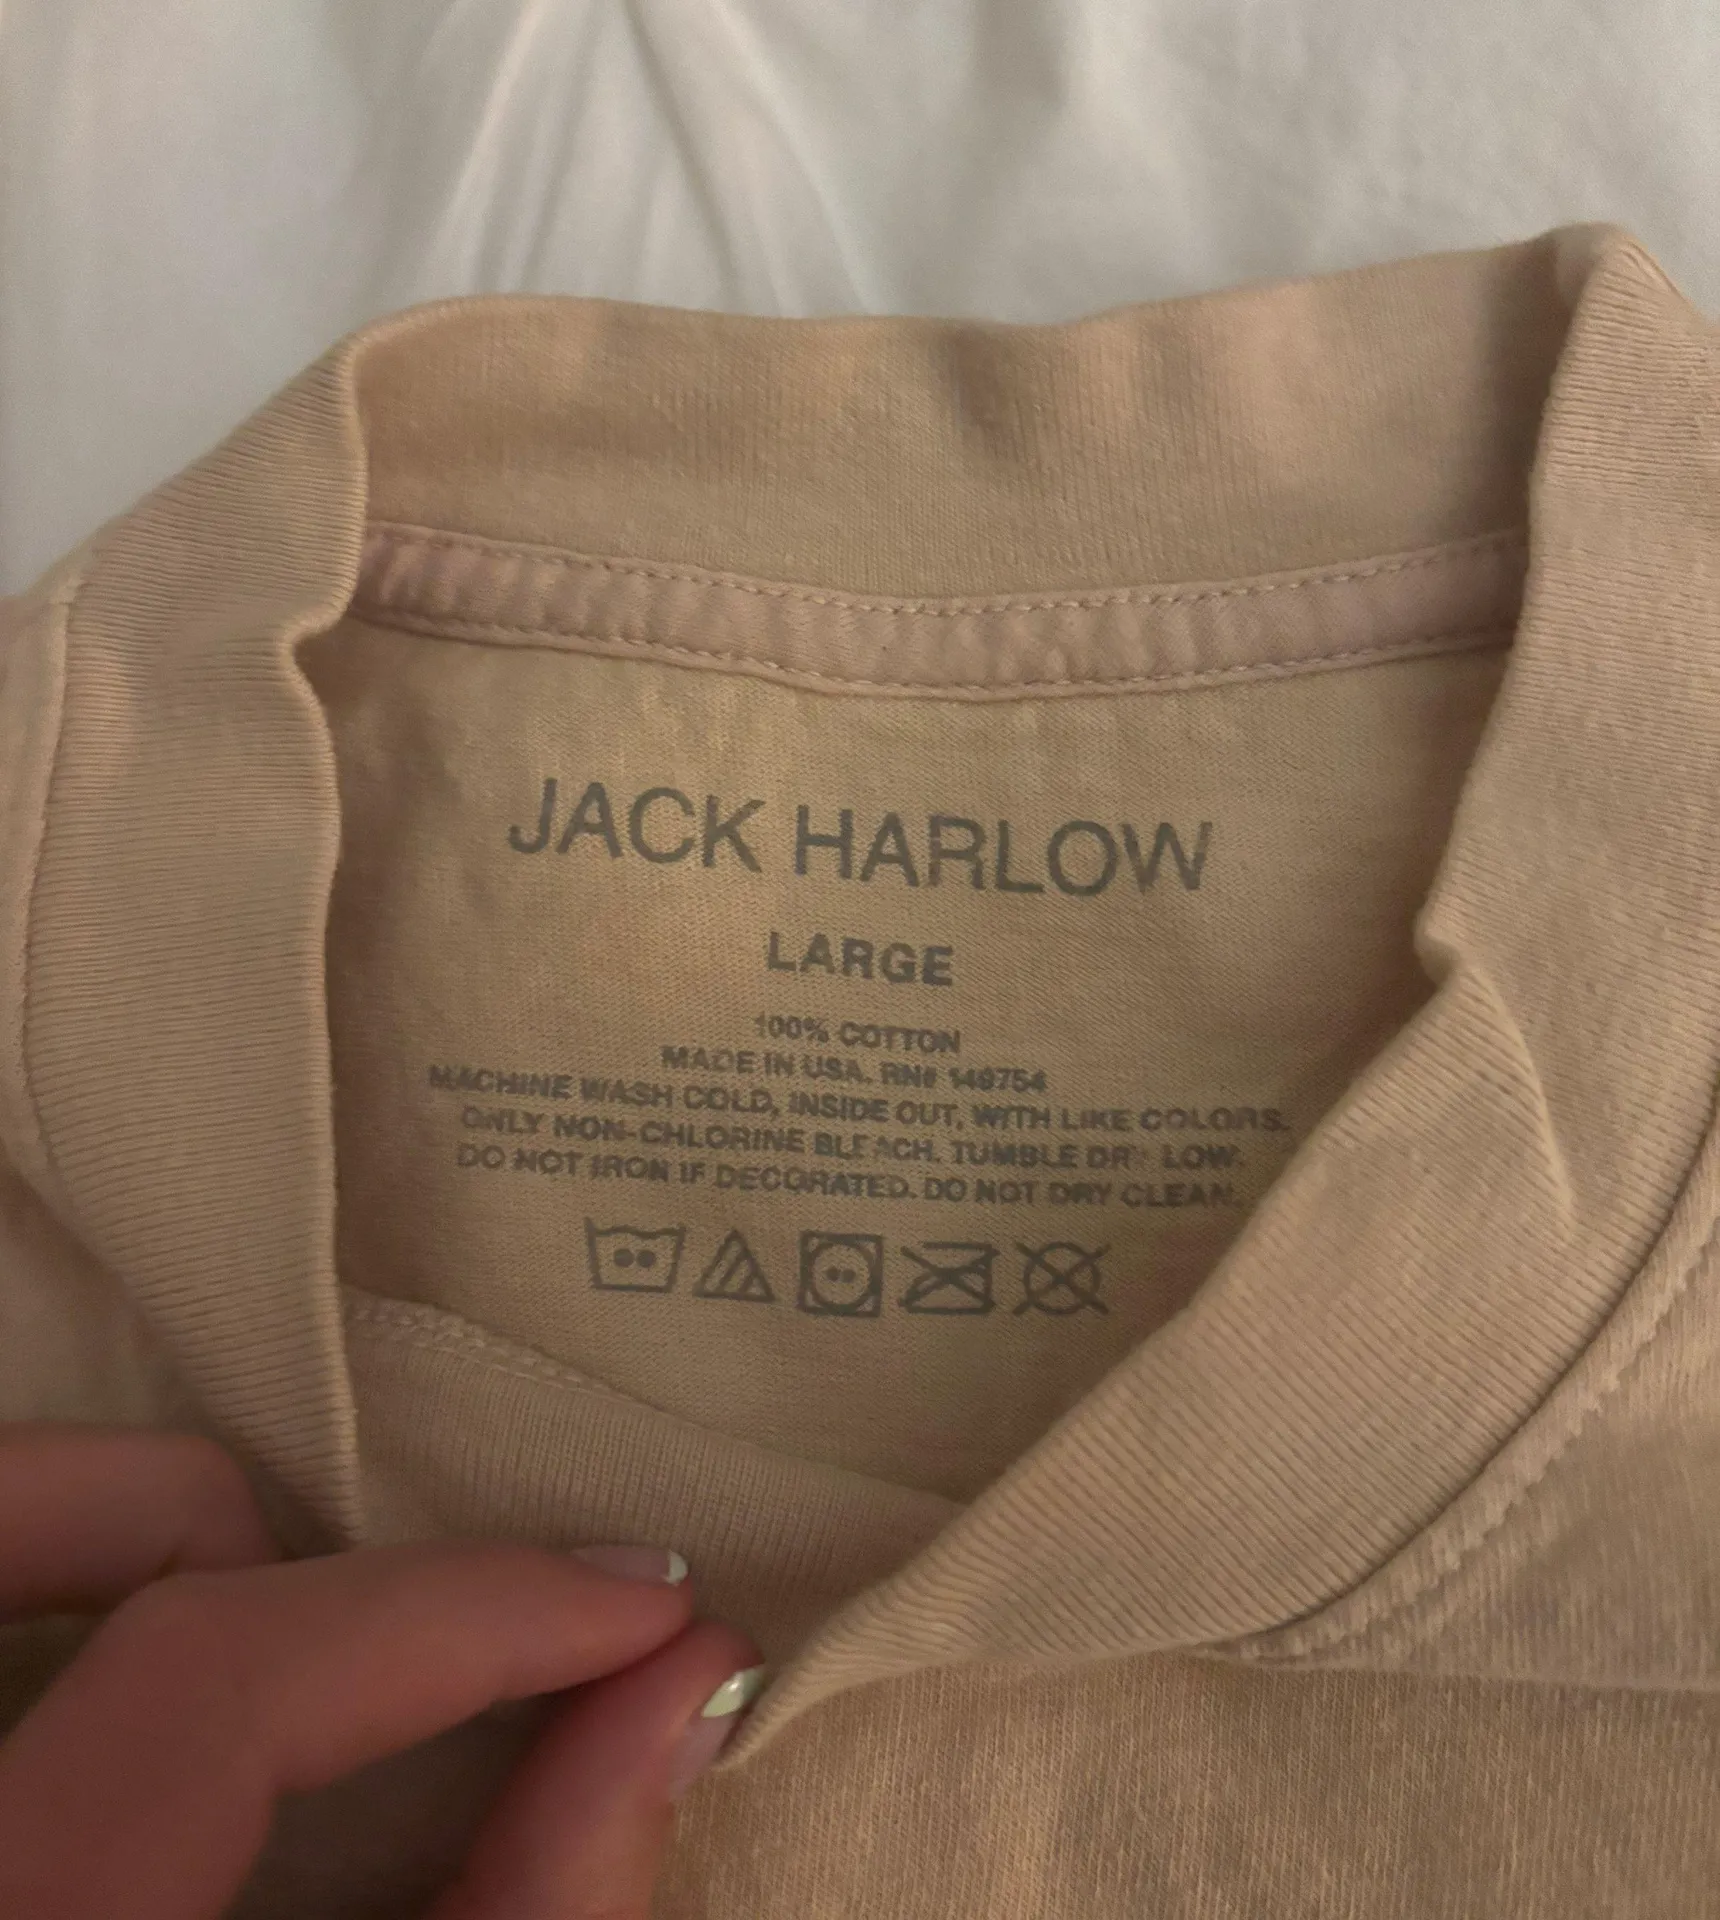 JACK HARLOW
LARGE
100% COTTON
MADE IN USA. RN# 149754
MACHINE WASH COLD, INSIDE OUT, WITH LIKE COLORS.
ONLY NON-CHLORINE BLEACH. TUMBLE DRY LOW.
DO NOT IRON IF DECORATED. DO NOT DRY CLEAN.